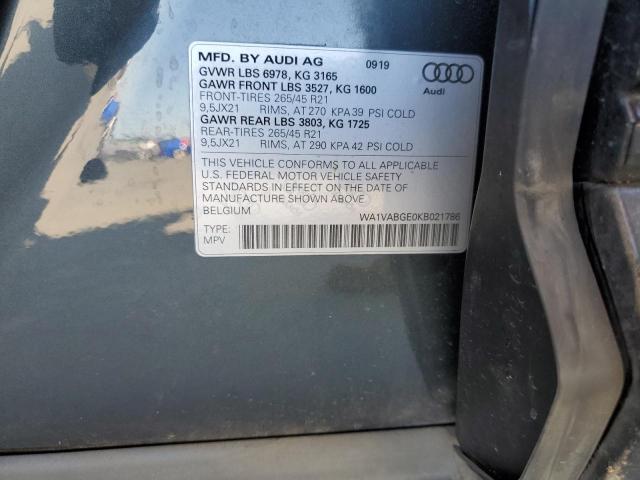 MFD. BY AUDI AG 0919
GVWR LBS 6978, KG 3165
GAWR FRONT LBS 3527, KG 1600
FRONT-TIRES 265/45 R21
9,5JX21 RIMS, AT 270 KPA 39 PSI COLD
GAWR REAR LBS 3803, KG 1725
REAR-TIRES 265/45 R21
9,5JX21 RIMS, AT 290 KPA 42 PSI COLD
Audi
THIS VEHICLE CONFORMS TO ALL APPLICABLE
U.S. FEDERAL MOTOR VEHICLE SAFETY
STANDARDS IN EFFECT ON THE DATE OF
MANUFACTURE SHOWN ABOVE
BELGIUM WA1VABGE0KB021786
TYPE:
MPV